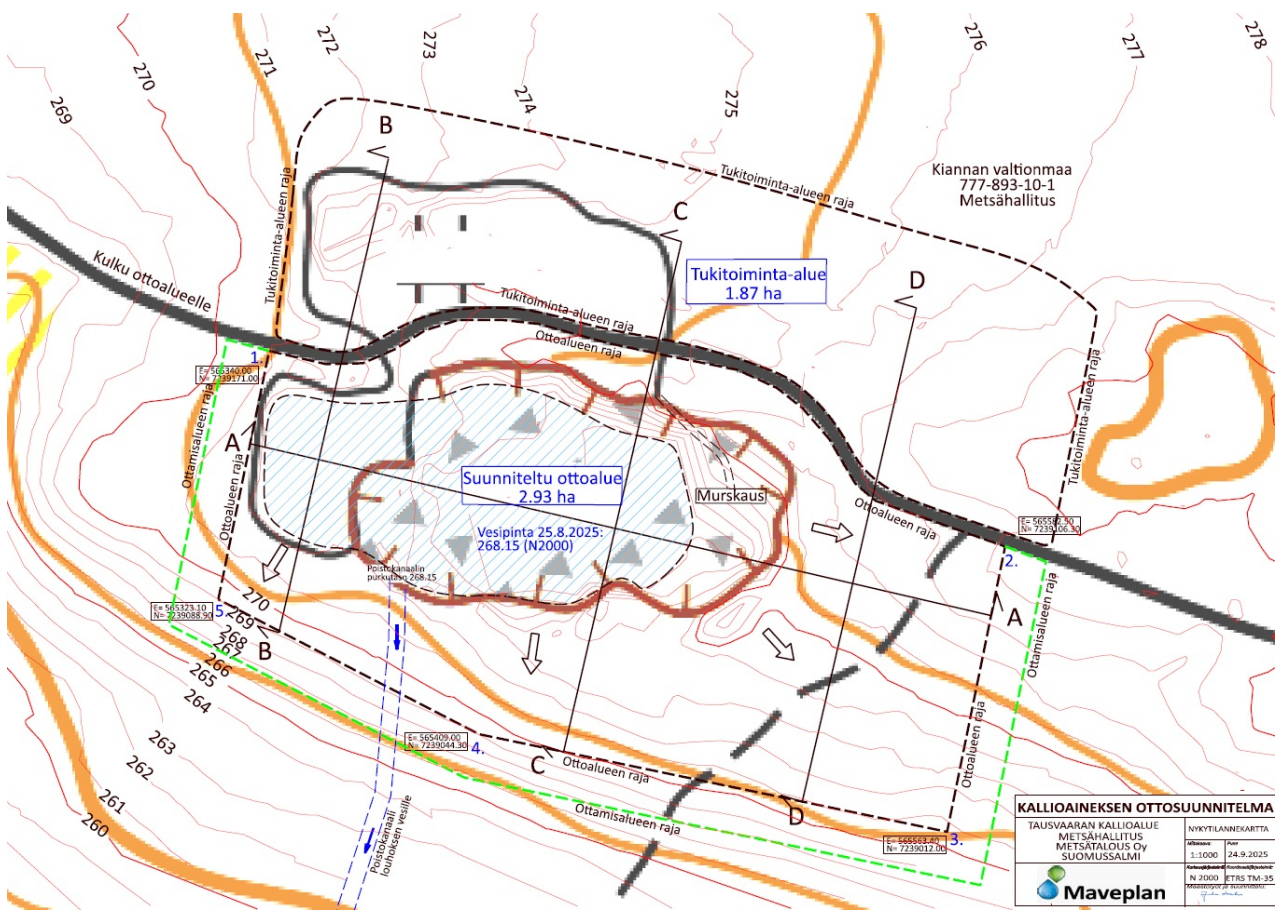 271
272
273
274
275
276
277
278
270
269
B
C
D
Tukitoiminta-alueen raja
Kiannan valtionmaa
777-893-10-1
Metsähallitus
Tukitoiminta-alueen raja
Kulku ottoalueelle
Tukitoiminta-alue
1.87 ha
Tukitoiminta-alueen raja
Ottoalueen raja
Tukitoiminta-alueen raja
1.
E= 565340.00
N= 7239171.00
Ottamisalueen raja
A
Ottoalueen raja
Suunniteltu ottoalue
2.93 ha
Murskaus
Vesipinta 25.8.2025:
268.15 (N2000)
Ottoalueen raja
E= 565582.50
N= 7239106.30
2.
Poistokanaalin
purkutaso 268.15
A
Ottamisalueen raja
E= 565323.10
N= 7239088.90
5.
270
269
268
267
266
265
264
263
262
261
260
B
E= 565409.00
N= 7239044.30
4.
C
Ottoalueen raja
Ottamisalueen raja
D
Ottoalueen raja
E= 565563.40
N= 7239012.00
3.
Poistokanaali
louhoksen vesille
KALLIOAINEKSEN OTTOSUUNNITELMA
TAUSVAARAN KALLIOALUE
METSÄHALLITUS
METSÄTALOUS Oy
SUOMUSSALMI
NYKYTILANNEKARTTA
Mittakaava:
1:1000
Pvm:
24.9.2025
N 2000
ETRS TM-35
Maveplan